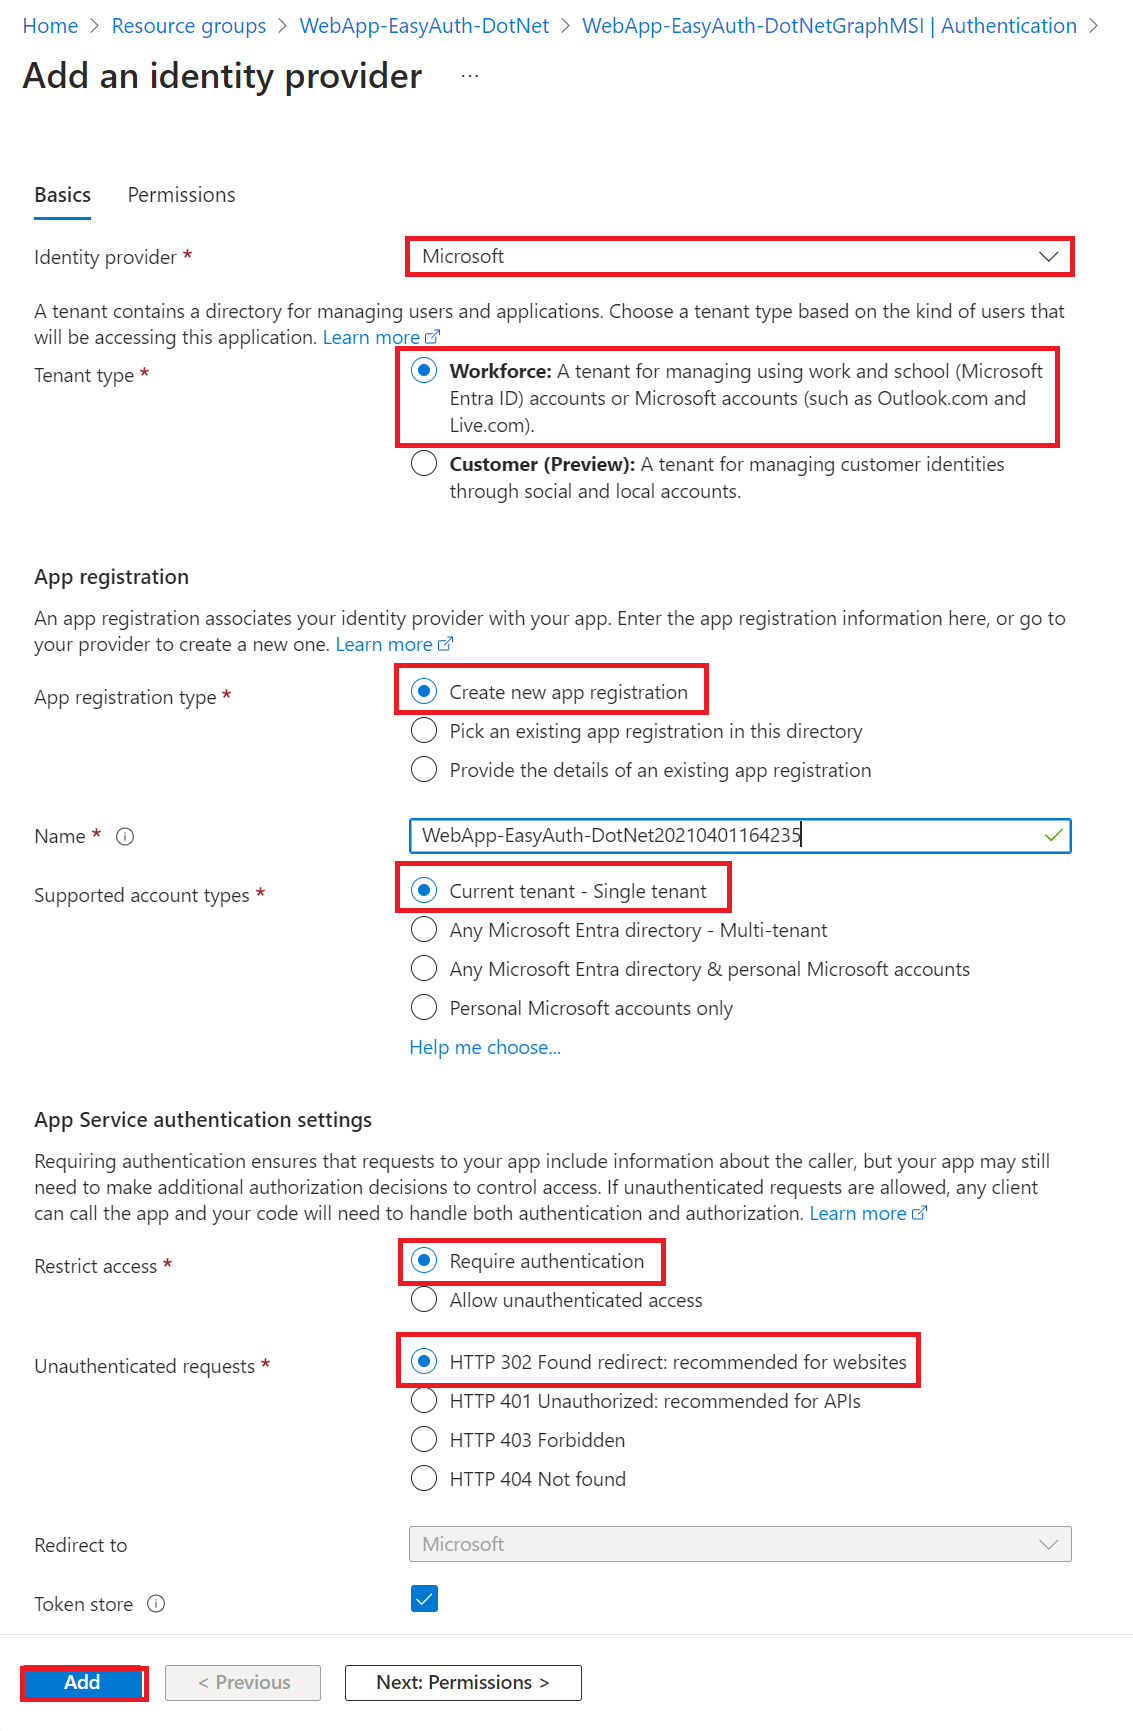 Home > Resource groups > WebApp-EasyAuth-DotNet > WebApp-EasyAuth-DotNetGraphMSI | Authentication >
Add an identity provider ...
Basics Permissions
Identity provider * Microsoft
A tenant contains a directory for managing users and applications. Choose a tenant type based on the kind of users that
will be accessing this application. Learn more
Tenant type * Workforce: A tenant for managing using work and school (Microsoft
Entra ID) accounts or Microsoft accounts (such as Outlook.com and
Live.com).
Customer (Preview): A tenant for managing customer identities
through social and local accounts.
App registration
An app registration associates your identity provider with your app. Enter the app registration information here, or go to
your provider to create a new one. Learn more
App registration type * Create new app registration
Pick an existing app registration in this directory
Provide the details of an existing app registration
Name * WebApp-EasyAuth-DotNet20210401164235
Supported account types * Current tenant - Single tenant
Any Microsoft Entra directory - Multi-tenant
Any Microsoft Entra directory & personal Microsoft accounts
Personal Microsoft accounts only
Help me choose...
App Service authentication settings
Requiring authentication ensures that requests to your app include information about the caller, but your app may still
need to make additional authorization decisions to control access. If unauthenticated requests are allowed, any client
can call the app and your code will need to handle both authentication and authorization. Learn more
Restrict access * Require authentication
Allow unauthenticated access
Unauthenticated requests * HTTP 302 Found redirect: recommended for websites
HTTP 401 Unauthorized: recommended for APIs
HTTP 403 Forbidden
HTTP 404 Not found
Redirect to Microsoft
Token store
Add < Previous Next: Permissions >